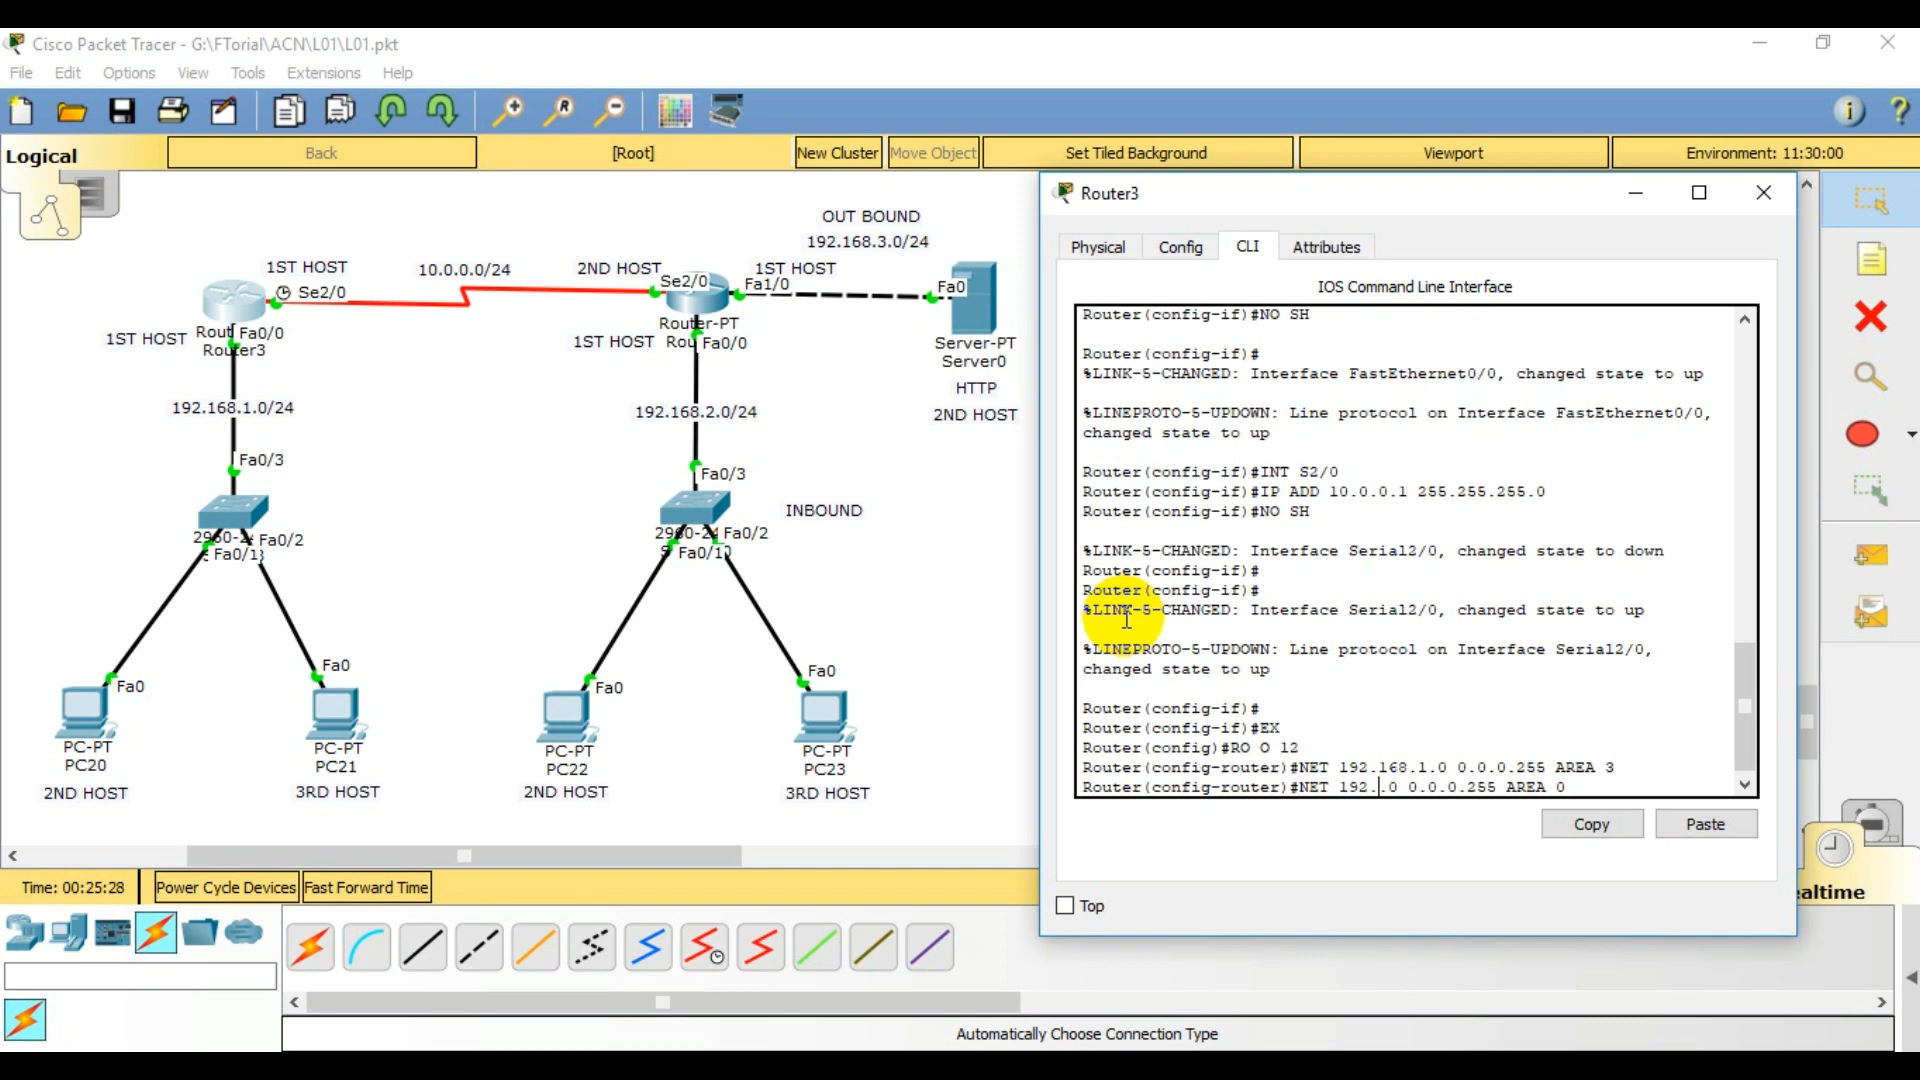 Cisco Packet Tracer - G:\FTorial\ACN\L01\L01.pkt
File Edit Options View Tools Extensions Help
Logical
Back
[Root]
New Cluster
Move Object
Set Tiled Background
Viewport
Environment: 11:30:00
OUT BOUND
192.168.3.0/24
1ST HOST
Se2/0
10.0.0.0/24
2ND HOST
Se2/0
1ST HOST
Fa1/0
Fa0
1ST HOST
Fa0/0
Router3
Router-PT
1ST HOST
Fa0/0
Server-PT
Server0
HTTP
2ND HOST
192.168.1.0/24
192.168.2.0/24
Fa0/3
Fa0/3
INBOUND
Fa0/2
Fa0/1
Fa0/2
Fa0/1
Fa0
Fa0
Fa0
Fa0
PC-PT
PC20
2ND HOST
PC-PT
PC21
3RD HOST
PC-PT
PC22
2ND HOST
PC-PT
PC23
3RD HOST
Router3
Physical Config CLI Attributes
IOS Command Line Interface
Router(config-if)#NO SH
Router(config-if)#
%LINK-5-CHANGED: Interface FastEthernet0/0, changed state to up
%LINEPROTO-5-UPDOWN: Line protocol on Interface FastEthernet0/0,
changed state to up
Router(config-if)#INT S2/0
Router(config-if)#IP ADD 10.0.0.1 255.255.255.0
Router(config-if)#NO SH
%LINK-5-CHANGED: Interface Serial2/0, changed state to down
Router(config-if)#
Router(config-if)#
%LINK-5-CHANGED: Interface Serial2/0, changed state to up
%LINEPROTO-5-UPDOWN: Line protocol on Interface Serial2/0,
changed state to up
Router(config-if)#
Router(config-if)#EX
Router(config)#RO O 12
Router(config-router)#NET 192.168.1.0 0.0.0.255 AREA 3
Router(config-router)#NET 192..0 0.0.0.255 AREA 0
Copy
Paste
Top
Time: 00:25:28
Power Cycle Devices
Fast Forward Time
ealtime
Automatically Choose Connection Type